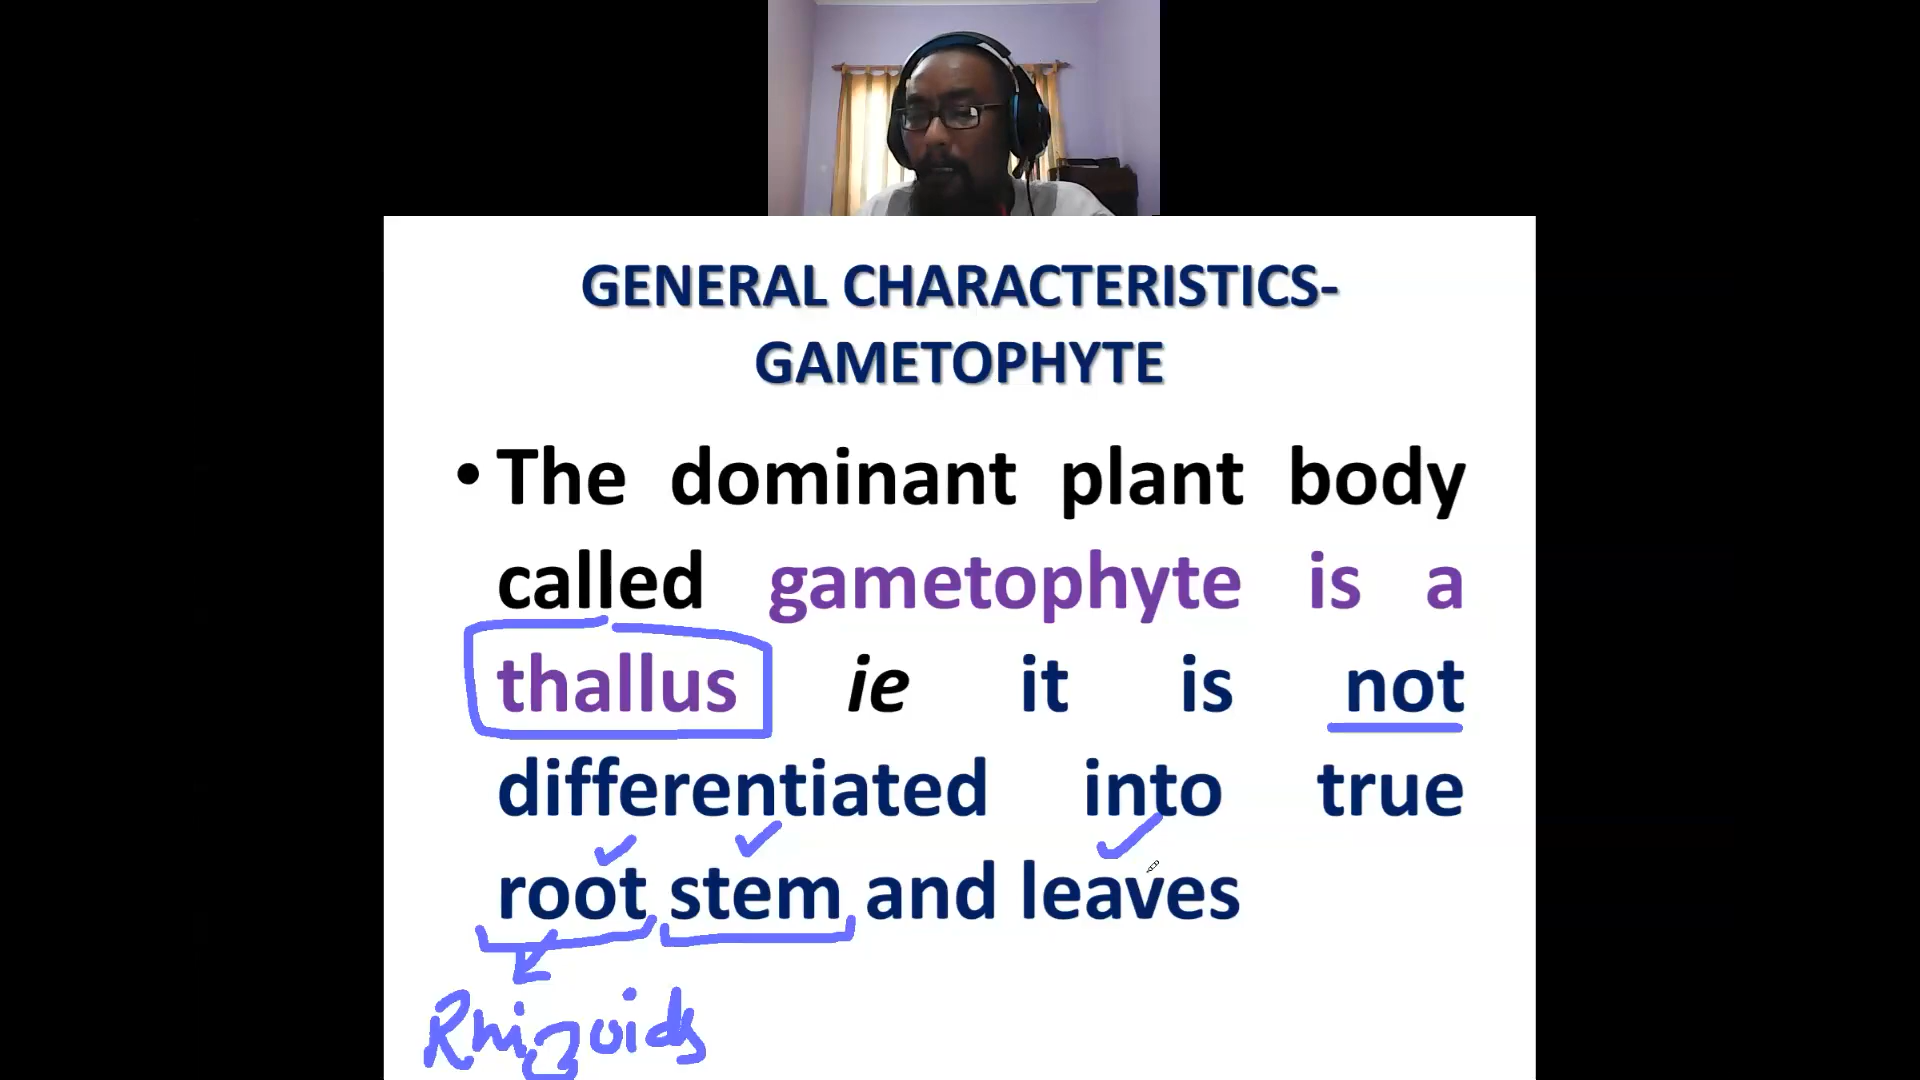 GENERAL CHARACTERISTICS-
GAMETOPHYTE
• The dominant plant body
called gametophyte is a
thallus ie it is not
differentiated into true
root stem and leaves
Rhizoids